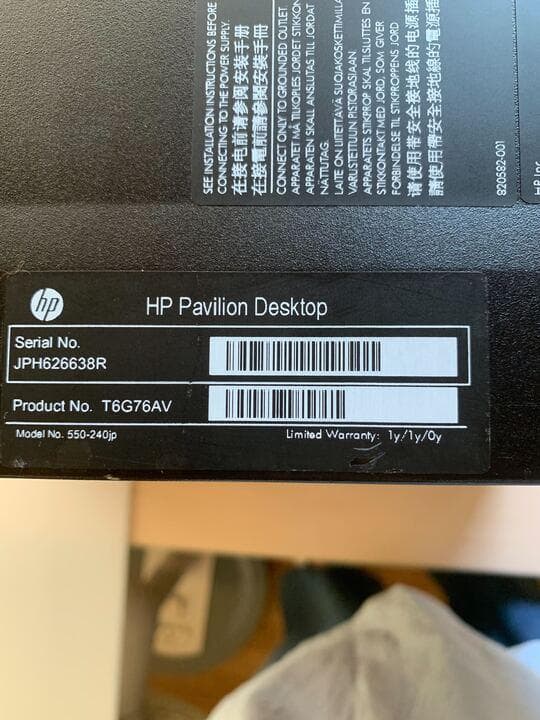 SEE INSTALLATION INSTRUCTIONS BEFORE
CONNECTING TO THE POWER SUPPLY.
在接电前请参阅安装手册
在接電前請參閱安裝手冊
CONNECT ONLY TO GROUNDED OUTLET.
APPARATET MÅ TILKOPLES JORDET STIKKON
APPARATEN SKALL ANSLUTAS TILL JORDAT
NÄTUTAG.
LAITE ON LIITETTÄVÄ SUOJAKOSKETTIMILLA
VARUSTETTUUN PISTORASIAAN
APPARATETS STIKPROP SKAL TILSLUTTES EN
STIKKONTAKT MED JORD, SOM GIVER
FORBINDELSE TIL STIKPROPPENS JORD
请使用带安全接地线的电源插
請使用帶安全接地線的電源插
820582-001
HP Inc
hp
HP Pavilion Desktop
Serial No.
JPH626638R
Product No. T6G76AV
Model No. 550-240jp
Limited Warranty: 1y/1y/0y